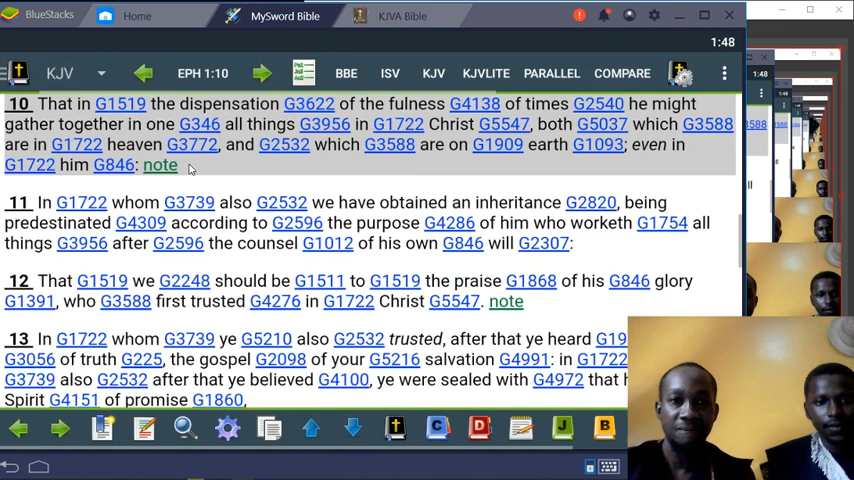 BlueStacks Home MySword Bible KJVA Bible
1:48
KJV EPH 1:10 BBE ISV KJV KJVLITE PARALLEL COMPARE
1:48
10 That in G1519 the dispensation G3622 of the fulness G4138 of times G2540 he might
gather together in one G346 all things G3956 in G1722 Christ G5547, both G5037 which G3588
are in G1722 heaven G3772, and G2532 which G3588 are on G1909 earth G1093; even in
G1722 him G846: note
11 In G1722 whom G3739 also G2532 we have obtained an inheritance G2820, being
predestinated G4309 according to G2596 the purpose G4286 of him who worketh G1754 all
things G3956 after G2596 the counsel G1012 of his own G846 will G2307:
12 That G1519 we G2248 should be G1511 to G1519 the praise G1868 of his G846 glory
G1391, who G3588 first trusted G4276 in G1722 Christ G5547. note
13 In G1722 whom G3739 ye G5210 also G2532 trusted, after that ye heard G19
G3056 of truth G225, the gospel G2098 of your G5216 salvation G4991: in G1722
G3739 also G2532 after that ye believed G4100, ye were sealed with G4972 that h
Spirit G4151 of promise G1860,
C D J B